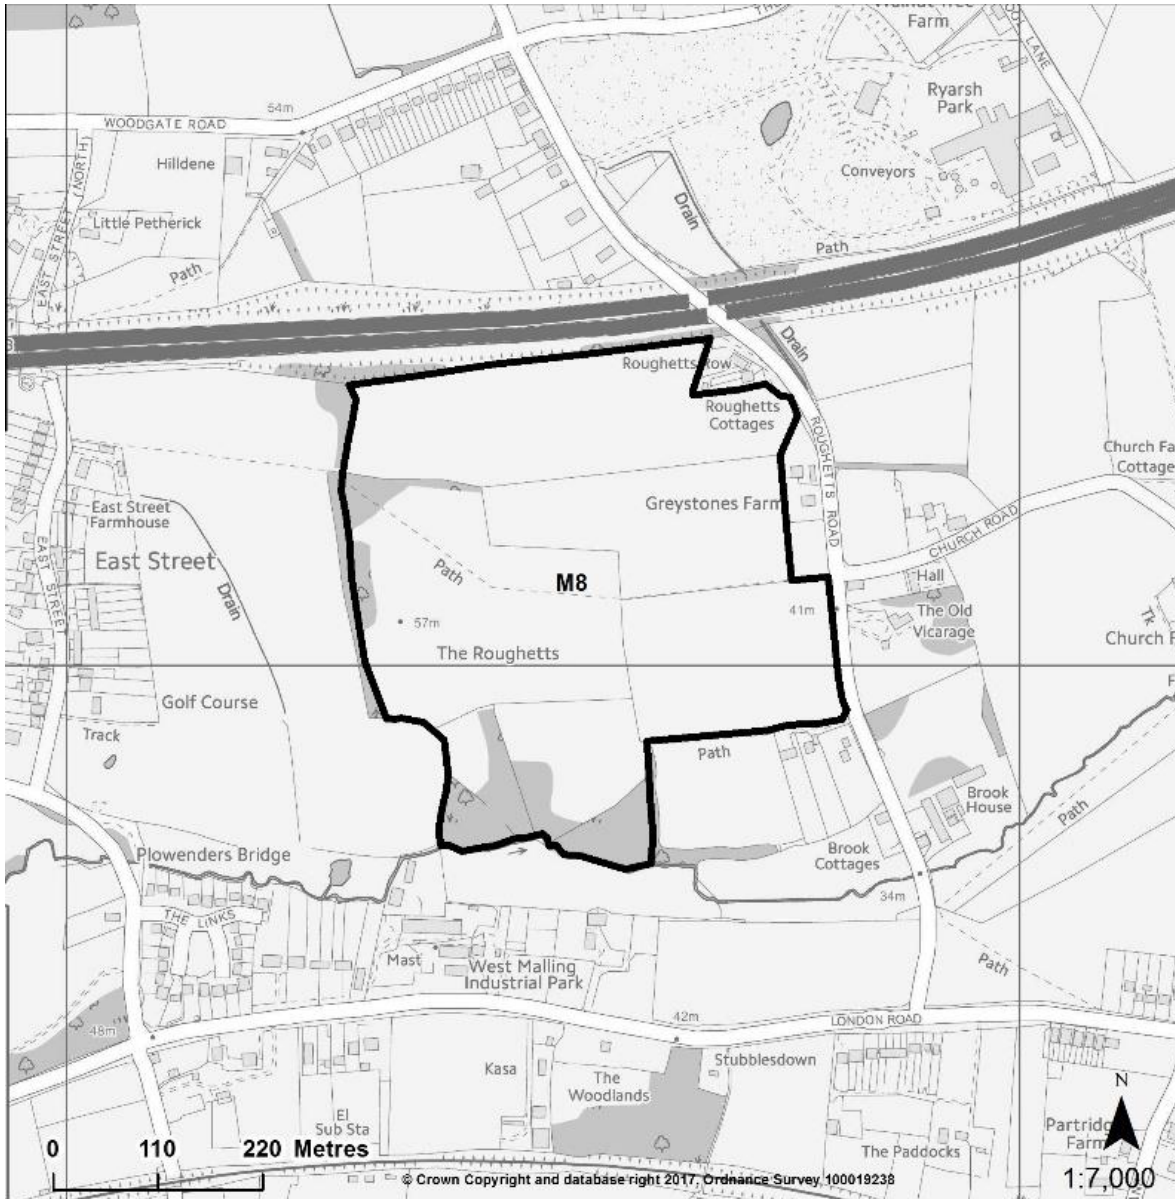 Farm
LANE
Ryarsh
Park
54m
WOODGATE ROAD
Hilldene
Conveyors
Drain
Little Petherick
EAST STREET (NORTH)
Path
Path
Drain
Roughetts Row
Roughetts
Cottages
ROUGHETTS ROAD
Church Fa
Cottage
East Street
Farmhouse
Greystones Farm
CHURCH ROAD
East Street
EAST STREET
Path
M8
Hall
Drain
57m
41m
The Old
Vicarage
Tk
Church F
The Roughetts
Golf Course
Track
Path
Brook
House
Path
Plowenders Bridge
Brook
Cottages
34m
THE LINKS
Mast
West Malling
Industrial Park
Path
48m
42m
LONDON ROAD
Stubblesdown
Kasa
The
Woodlands
N
El
Sub Sta
The Paddocks
Partridge
Farm
0 110 220 Metres
1:7,000
© Crown Copyright and database right 2017. Ordnance Survey 100019238